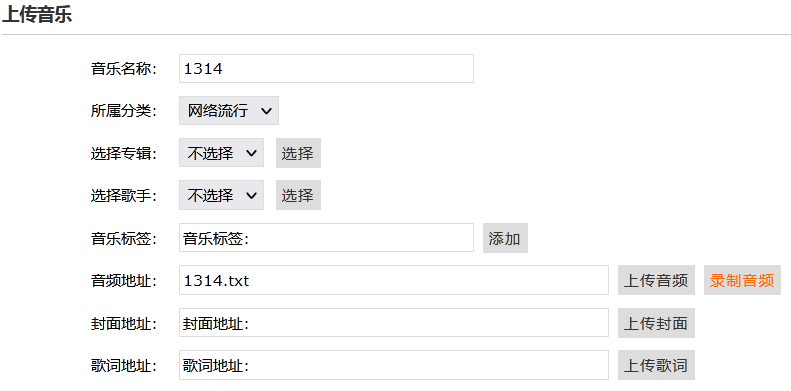 上传音乐
音乐名称： 1314
所属分类： 网络流行
选择专辑： 不选择 选择
选择歌手： 不选择 选择
音乐标签： 音乐标签： 添加
音频地址： 1314.txt 上传音频 录制音频
封面地址： 封面地址： 上传封面
歌词地址： 歌词地址： 上传歌词